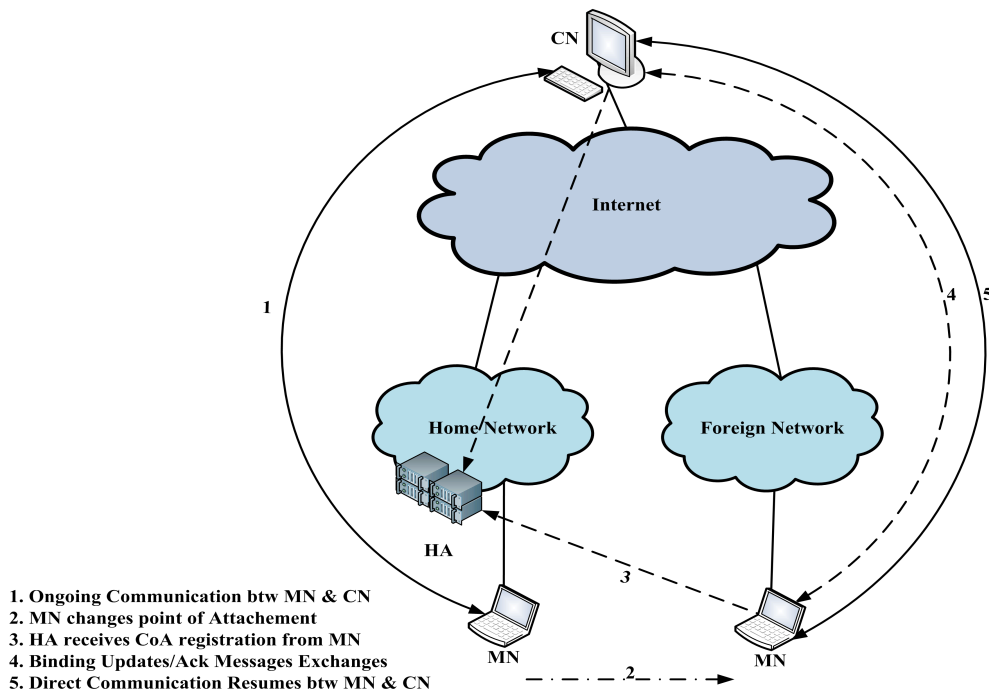 CN
Internet
1
4
5
Home Network
Foreign Network
HA
3
MN
MN
2
1. Ongoing Communication btw MN & CN
2. MN changes point of Attachement
3. HA receives CoA registration from MN
4. Binding Updates/Ack Messages Exchanges
5. Direct Communication Resumes btw MN & CN